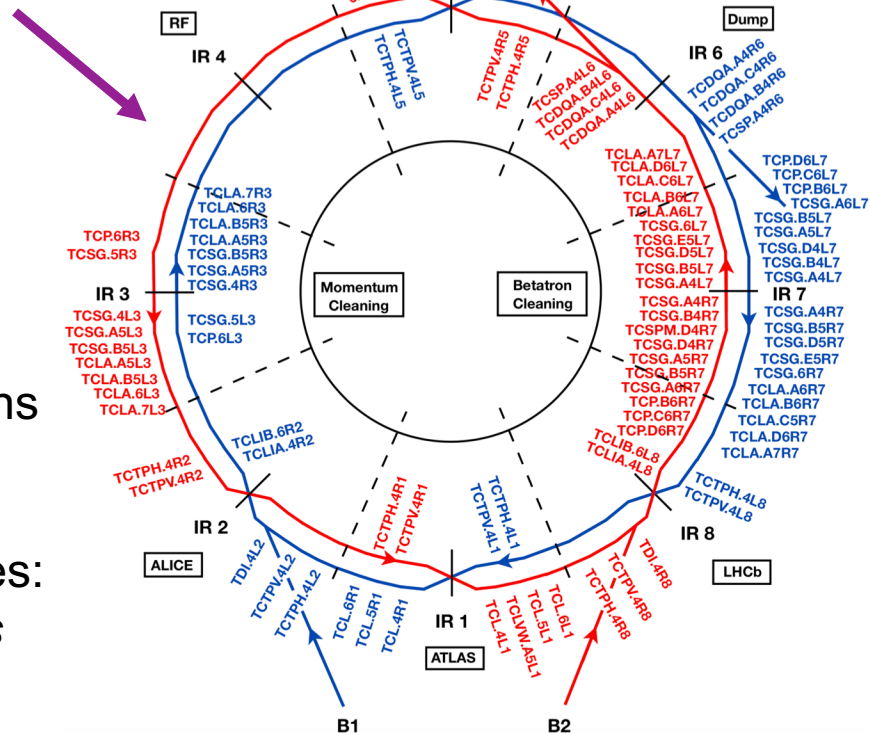 RF
Dump
IR 4
IR 6
TCTPV.4L5
TCTPH.4L5
TCTPV.4R5
TCTPH.4R5
TCSP.A4L6
TCDQA.B4L6
TCDQA.C4L6
TCDQA.A4L6
TCDQA.A4R6
TCDQA.C4R6
TCDQA.B4R6
TCSP.A4R6
TCLA.A7L7
TCLA.D6L7
TCLA.C6L7
TCLA.B6L7
TCLA.A6L7
TCSG.6L7
TCSG.E5L7
TCSG.D5L7
TCSG.B5L7
TCSG.A4L7
TCP.D6L7
TCP.C6L7
TCP.B6L7
TCSG.A6L7
TCSG.B5L7
TCSG.A5L7
TCSG.D4L7
TCSG.B4L7
TCSG.A4L7
TCLA.7R3
TCLA.6R3
TCLA.B5R3
TCLA.A5R3
TCSG.B5R3
TCSG.A5R3
TCSG.4R3
TCP.6R3
TCSG.5R3
IR 3
Momentum
Cleaning
Betatron
Cleaning
IR 7
TCSG.4L3
TCSG.A5L3
TCSG.B5L3
TCLA.A5L3
TCLA.B5L3
TCLA.6L3
TCLA.7L3
TCSG.5L3
TCP.6L3
TCSG.A4R7
TCSG.B4R7
TCSPM.D4R7
TCSG.D4R7
TCSG.A5R7
TCSG.B5R7
TCSG.A6R7
TCP.B6R7
TCP.C6R7
TCP.D6R7
TCSG.A4R7
TCSG.B5R7
TCSG.D5R7
TCSG.E5R7
TCSG.6R7
TCLA.A6R7
TCLA.B6R7
TCLA.C5R7
TCLA.D6R7
TCLA.A7R7
ns
TCLIB.6R2
TCLIA.4R2
TCTPH.4R2
TCTPV.4R2
TCLIB.6L8
TCLIA.4L8
TCTPH.4L8
TCTPV.4L8
IR 2
IR 8
ALICE
LHCb
TCTPH.4R1
TCTPV.4R1
TCTPH.4L1
TCTPV.4L1
es:
s
TDI.4L2
TCTPV.4L2
TCTPH.4L2
TCL.6R1
TCL.5R1
TCL.4R1
IR 1
ATLAS
TCL.4L1
TCLVW.A5L1
TCL.5L1
TCL.6L1
TCTPH.4R8
TCTPV.4R8
TDI.4R8
B1
B2